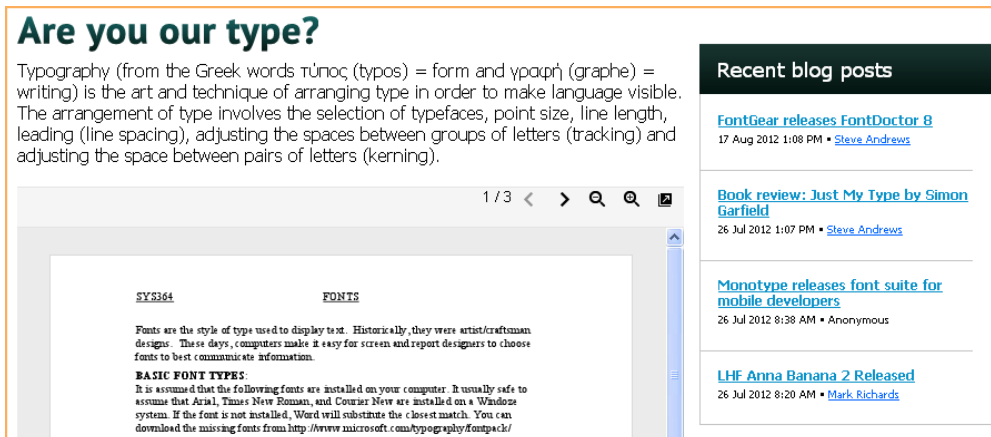 Are you our type?
Typography (from the Greek words τύπος (typos) = form and γραφή (graphe) =
writing) is the art and technique of arranging type in order to make language visible.
The arrangement of type involves the selection of typefaces, point size, line length,
leading (line spacing), adjusting the spaces between groups of letters (tracking) and
adjusting the space between pairs of letters (kerning).
1 / 3
SYS364 FONTS
Fonts are the style of type used to display text. Historically, they were artist/craftsman
designs. These days, computers make it easy for screen and report designers to choose
fonts to best communicate information.
BASIC FONT TYPES:
It is assumed that the following fonts are installed on your computer. It usually safe to
assume that Arial, Times New Roman, and Courier New are installed on a Windoze
system. If the font is not installed, Word will substitute the closest match. You can
download the missing fonts from http://www.microsoft.com/typography/fontpack/
Recent blog posts
FontGear releases FontDoctor 8
17 Aug 2012 1:08 PM • Steve Andrews
Book review: Just My Type by Simon
Garfield
26 Jul 2012 1:07 PM • Steve Andrews
Monotype releases font suite for
mobile developers
26 Jul 2012 8:38 AM • Anonymous
LHF Anna Banana 2 Released
26 Jul 2012 8:20 AM • Mark Richards